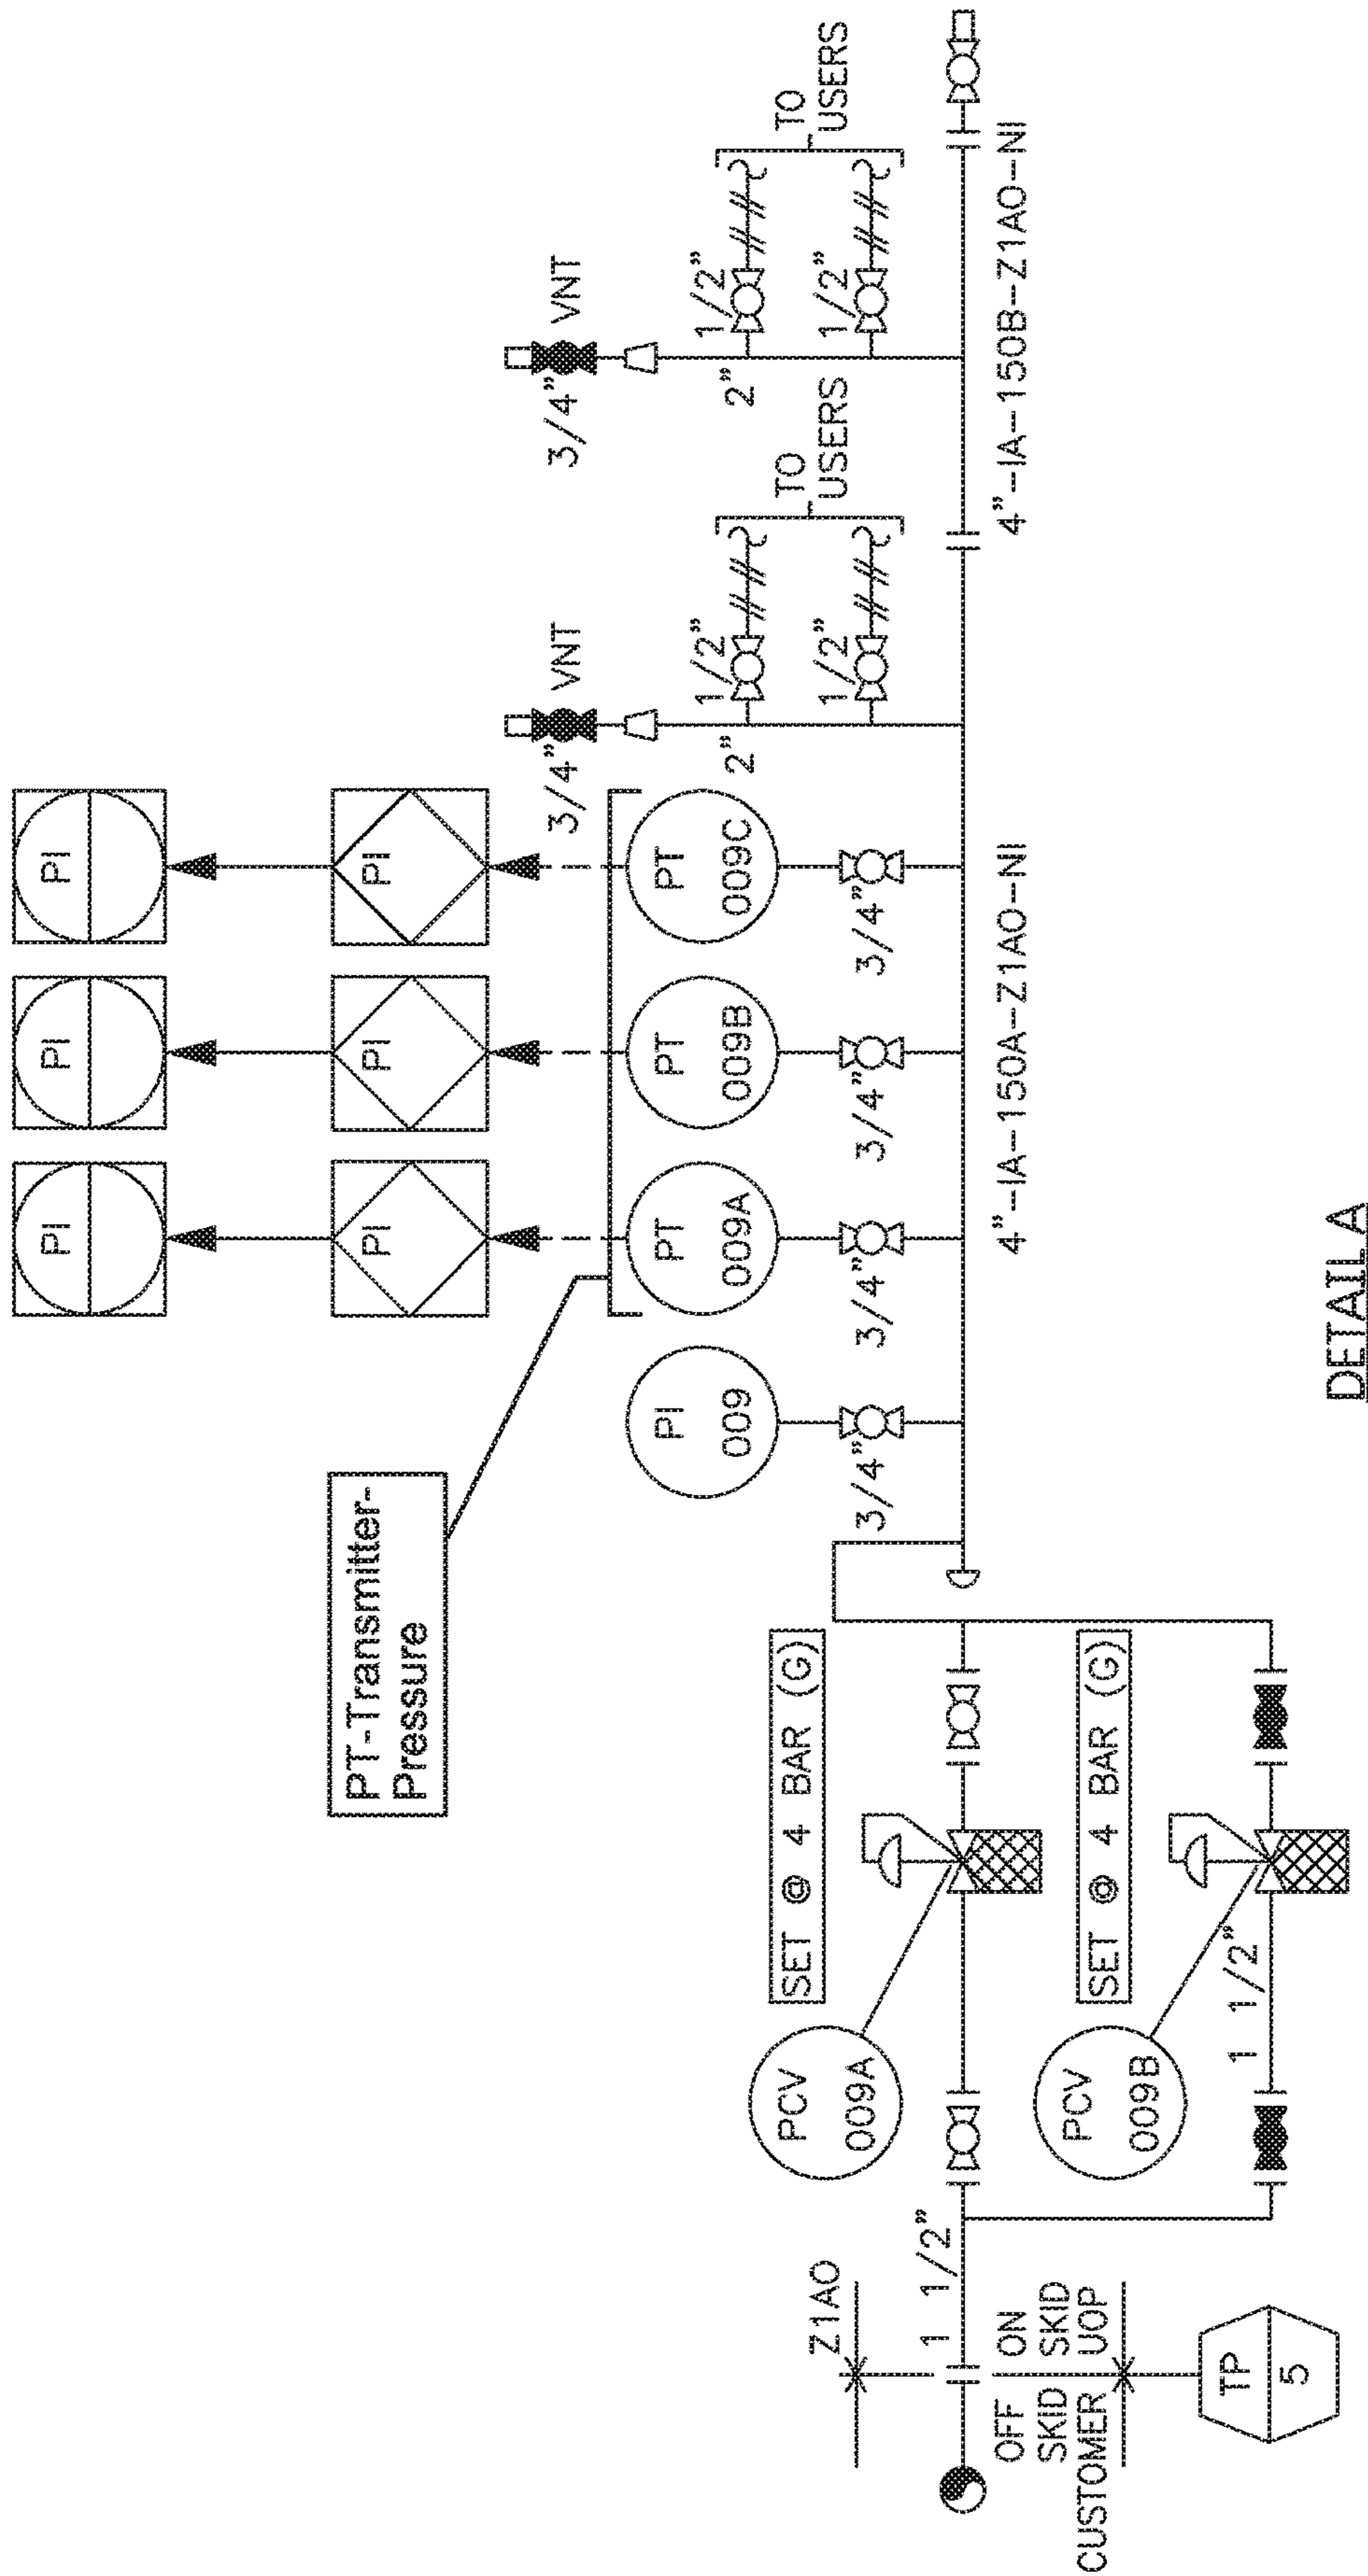 PI
PI
PI
PI
PI
PI
PT-Transmitter-
Pressure
3/4" VNT
3/4" VNT
PI
009
PT
009A
PT
009B
PT
009C
2"
1/2"
1/2"
TO
USERS
2"
1/2"
1/2"
TO
USERS
3/4"
3/4"
3/4"
3/4"
SET @ 4 BAR (G)
PCV
009A
Z1AO
1 1/2"
4"-IA-150A-Z1AO-NI
4"-IA-150B-Z1AO-NI
OFF
SKID
CUSTOMER
ON
SKID
UOP
SET @ 4 BAR (G)
PCV
009B
1 1/2"
TP
5
DETAIL A